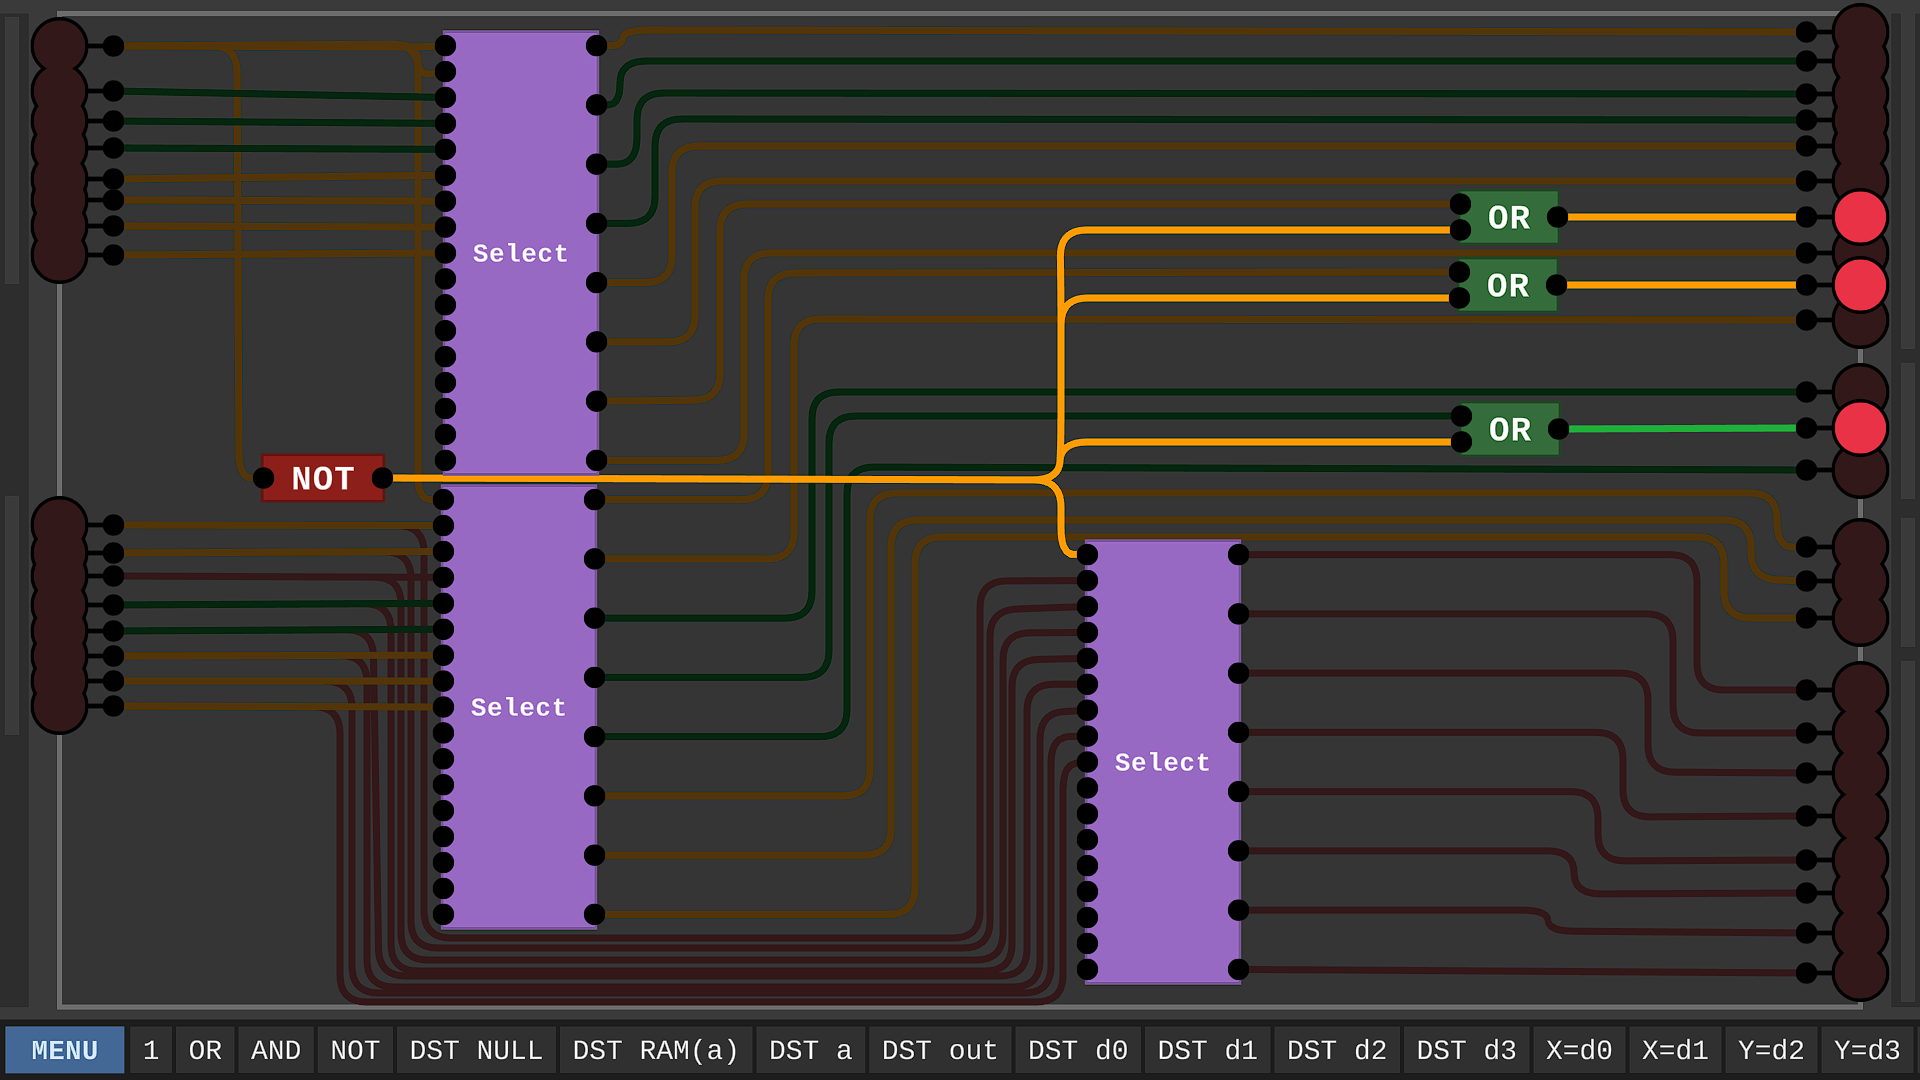 Select
OR
OR
OR
NOT
Select
Select
MENU 1 OR AND NOT DST NULL DST RAM(a) DST a DST out DST d0 DST d1 DST d2 DST d3 X=d0 X=d1 Y=d2 Y=d3